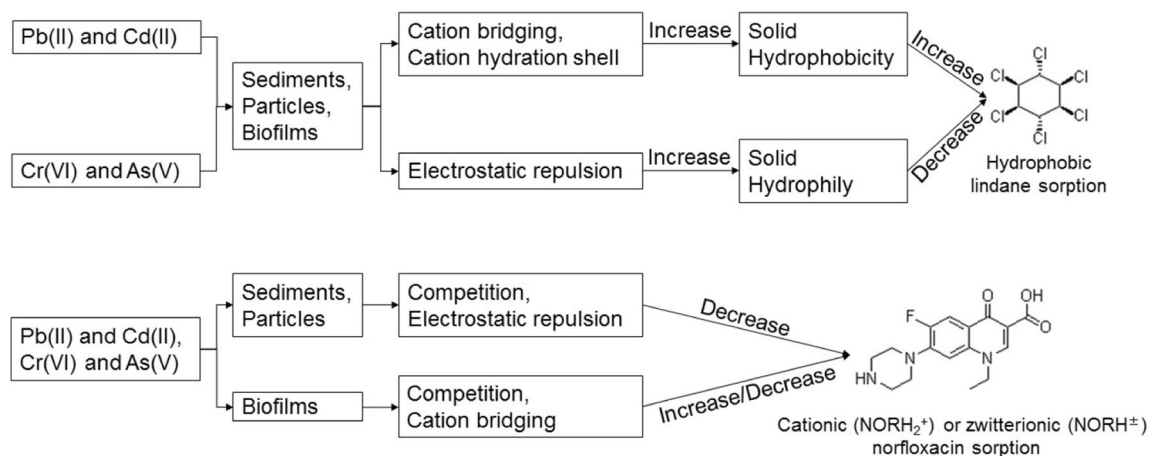 Pb(II) and Cd(II)
Cr(VI) and As(V)
Sediments,
Particles,
Biofilms
Cation bridging,
Cation hydration shell
Electrostatic repulsion
Increase
Increase
Solid
Hydrophobicity
Solid
Hydrophily
Increase
Decrease
Cl
Cl
Cl
Cl
Cl
Cl
Hydrophobic
lindane sorption
Pb(II) and Cd(II),
Cr(VI) and As(V)
Sediments,
Particles
Biofilms
Competition,
Electrostatic repulsion
Competition,
Cation bridging
Decrease
Increase/Decrease
O
OH
F
O
N
N
HN
Cationic (NORH₂⁺) or zwitterionic (NORH±)
norfloxacin sorption